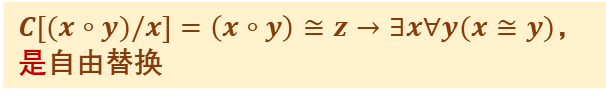 C[(x ∘ y)/x] = (x ∘ y) ≅ z → ∃x∀y(x ≅ y)，
是自由替换